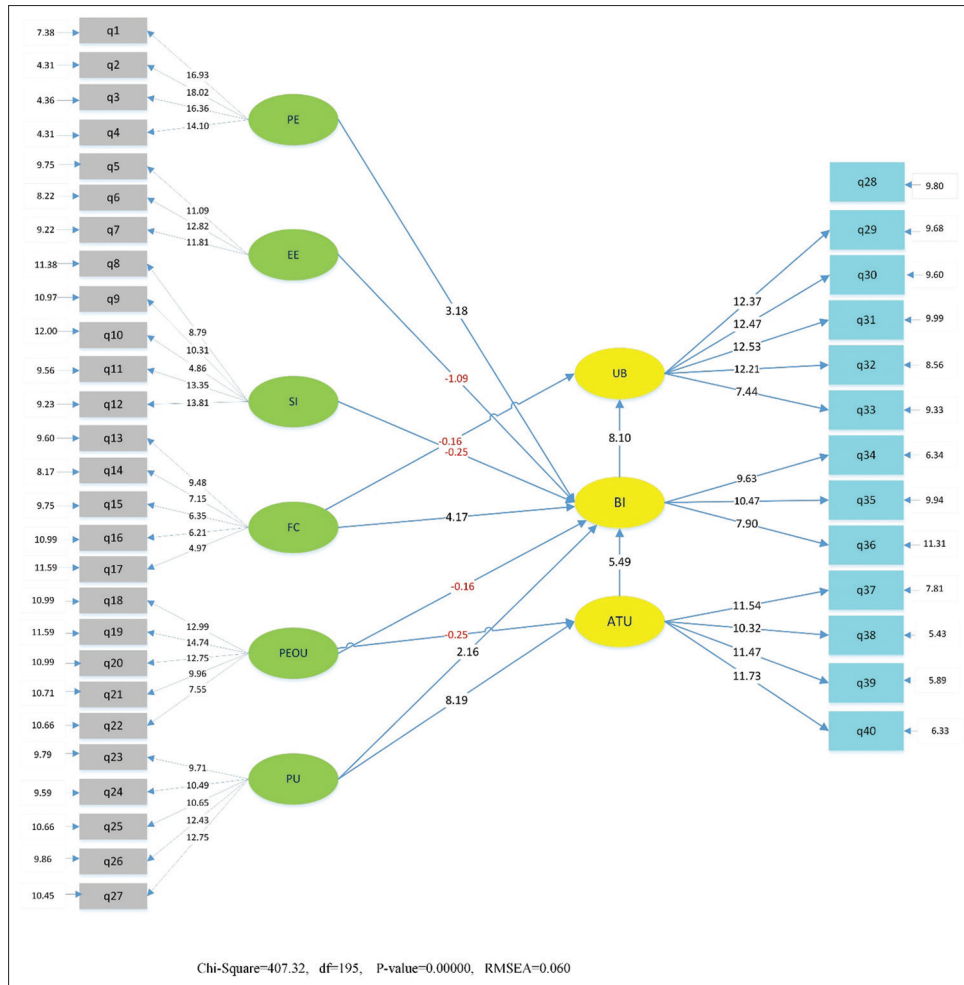 7.38 q1
4.31 q2
4.36 q3
4.31 q4
9.75 q5
8.22 q6
9.22 q7
11.38 q8
10.97 q9
12.00 q10
9.56 q11
9.23 q12
9.60 q13
8.17 q14
9.75 q15
10.99 q16
11.59 q17
10.99 q18
11.59 q19
10.99 q20
10.71 q21
10.66 q22
9.79 q23
9.59 q24
10.66 q25
9.86 q26
10.45 q27
16.93
18.02
16.36
14.10
PE
11.09
12.82
11.81
EE
8.79
10.31
4.86
13.35
13.81
SI
9.48
7.15
6.35
6.21
4.97
FC
12.99
14.74
12.75
9.96
7.55
PEOU
9.71
10.49
10.65
12.43
12.75
PU
3.18
-1.09
-0.16
-0.25
4.17
-0.16
-0.25
2.16
8.19
UB
8.10
BI
5.49
ATU
12.37
12.47
12.53
12.21
7.44
9.63
10.47
7.90
11.54
10.32
11.47
11.73
q28 9.80
q29 9.68
q30 9.60
q31 9.99
q32 8.56
q33 9.33
q34 6.34
q35 9.94
q36 11.31
q37 7.81
q38 5.43
q39 5.89
q40 6.33
Chi-Square=407.32, df=195, P-value=0.00000, RMSEA=0.060